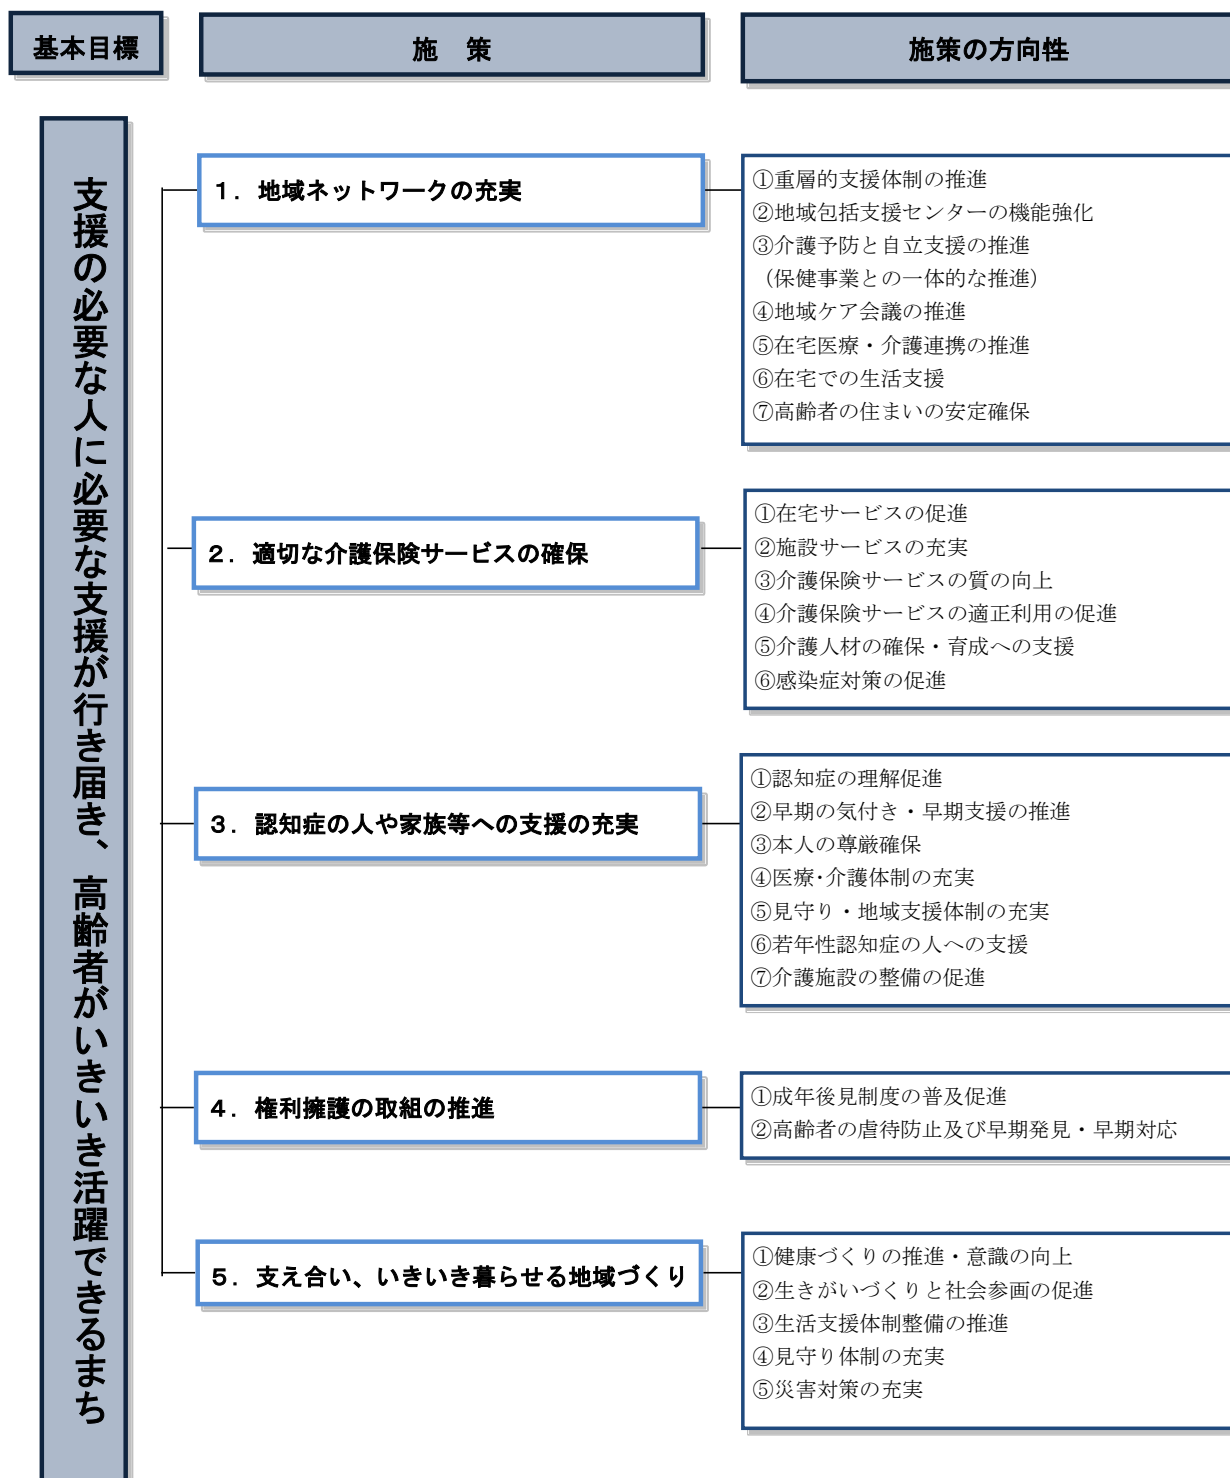 基本目標
施　策
施策の方向性
支援の必要な人に必要な支援が行き届き、高齢者がいきいき活躍できるまち
１．地域ネットワークの充実
①重層的支援体制の推進
②地域包括支援センターの機能強化
③介護予防と自立支援の推進
（保健事業との一体的な推進）
④地域ケア会議の推進
⑤在宅医療・介護連携の推進
⑥在宅での生活支援
⑦高齢者の住まいの安定確保
２．適切な介護保険サービスの確保
①在宅サービスの促進
②施設サービスの充実
③介護保険サービスの質の向上
④介護保険サービスの適正利用の促進
⑤介護人材の確保・育成への支援
⑥感染症対策の促進
３．認知症の人や家族等への支援の充実
①認知症の理解促進
②早期の気付き・早期支援の推進
③本人の尊厳確保
④医療・介護体制の充実
⑤見守り・地域支援体制の充実
⑥若年性認知症の人への支援
⑦介護施設の整備の促進
４．権利擁護の取組の推進
①成年後見制度の普及促進
②高齢者の虐待防止及び早期発見・早期対応
５．支え合い、いきいき暮らせる地域づくり
①健康づくりの推進・意識の向上
②生きがいづくりと社会参画の促進
③生活支援体制整備の推進
④見守り体制の充実
⑤災害対策の充実